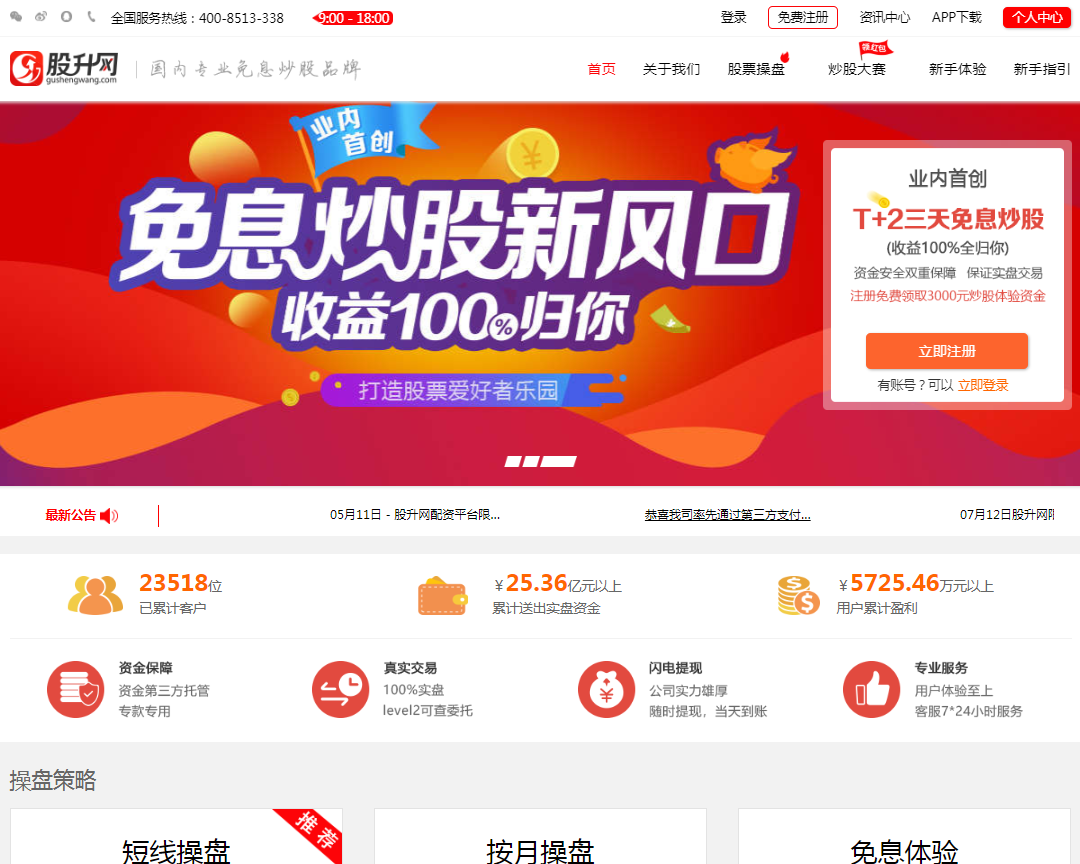 全国服务热线：400-8513-338
9:00 - 18:00
登录
免费注册
资讯中心
APP下载
个人中心
股升网
gushengwang.com
国内专业免息炒股品牌
首页
关于我们
股票操盘
炒股大赛
领红包
新手体验
新手指引
业内
首创
免息炒股新风口
收益100%归你
打造股票爱好者乐园
业内首创
T+2三天免息炒股
(收益100%全归你)
资金安全双重保障 保证实盘交易
注册免费领取3000元炒股体验资金
立即注册
有账号？可以 立即登录
最新公告
05月11日 - 股升网配资平台限...
恭喜我司率先通过第三方支付...
07月12日股升网限
23518位
已累计客户
¥25.36亿元以上
累计送出实盘资金
¥5725.46万元以上
用户累计盈利
资金保障
资金第三方托管
专款专用
真实交易
100%实盘
level2可查委托
闪电提现
公司实力雄厚
随时提现，当天到账
专业服务
用户体验至上
客服7*24小时服务
操盘策略
推荐
短线操盘
按月操盘
免息体验